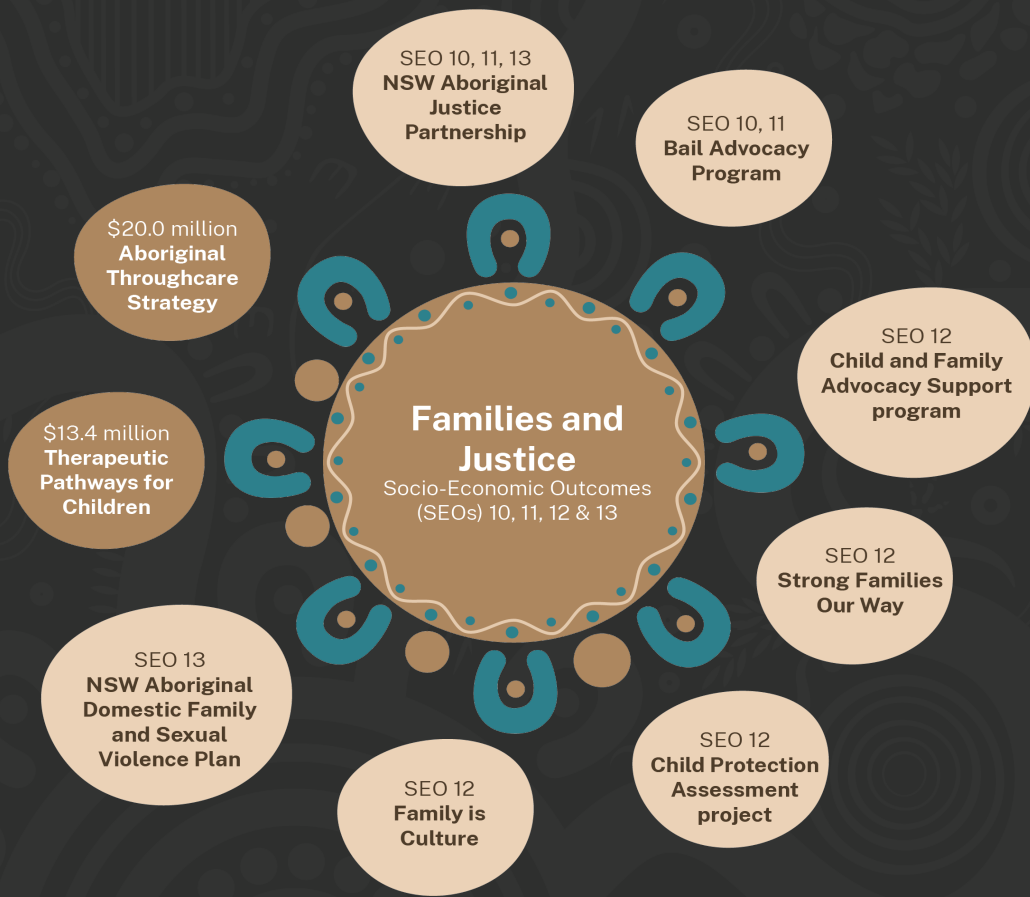 SEO 10, 11, 13
NSW Aboriginal
Justice
Partnership
SEO 10, 11
Bail Advocacy
Program
$20.0 million
Aboriginal
Throughcare
Strategy
SEO 12
Child and Family
Advocacy Support
program
Families and
Justice
Socio-Economic Outcomes
(SEOs) 10, 11, 12 & 13
$13.4 million
Therapeutic
Pathways for
Children
SEO 12
Strong Families
Our Way
SEO 13
NSW Aboriginal
Domestic Family
and Sexual
Violence Plan
SEO 12
Child Protection
Assessment
project
SEO 12
Family is
Culture